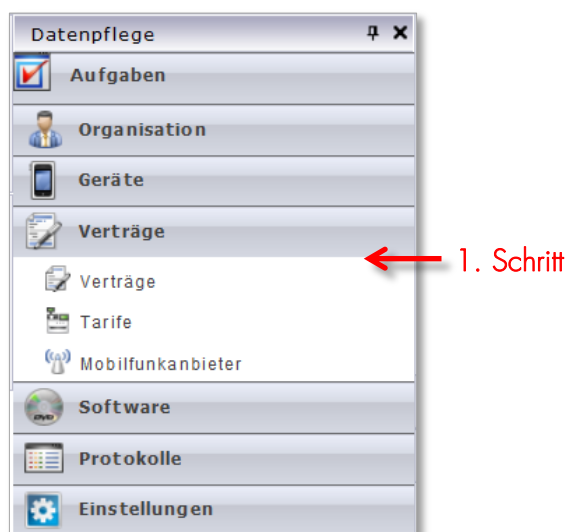 Datenpflege
Aufgaben
Organisation
Geräte
Verträge
1. Schritt
Verträge
Tarife
Mobilfunkanbieter
Software
Protokolle
Einstellungen